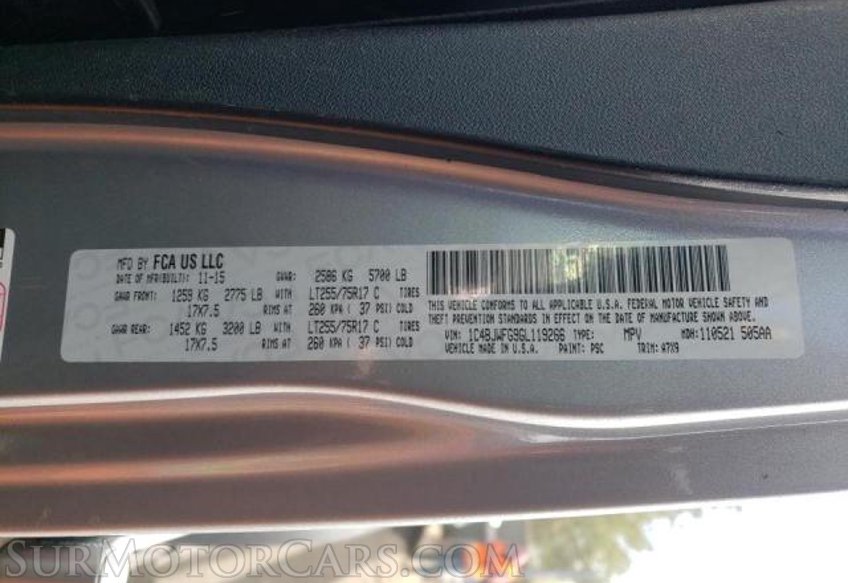 MFD BY FCA US LLC
DATE OF MFR(BUILT): 11-15 GVWR: 2586 KG 5700 LB
GAWR FRONT: 1259 KG 2775 LB WITH LT255/75R17 C TIRES
17X7.5 RIMS AT 260 KPA ( 37 PSI) COLD
GAWR REAR: 1452 KG 3200 LB WITH LT255/75R17 C TIRES
17X7.5 RIMS AT 260 KPA ( 37 PSI) COLD
THIS VEHICLE CONFORMS TO ALL APPLICABLE U.S.A. FEDERAL MOTOR VEHICLE SAFETY AND
THEFT PREVENTION STANDARDS IN EFFECT ON THE DATE OF MANUFACTURE SHOWN ABOVE.
VIN: 1C4BJWFG9GL119266 TYPE: MPV MDH: 110521 505AA
VEHICLE MADE IN U.S.A. PAINT: PSC TRIM: A7X9
SURMOTORCARS.COM